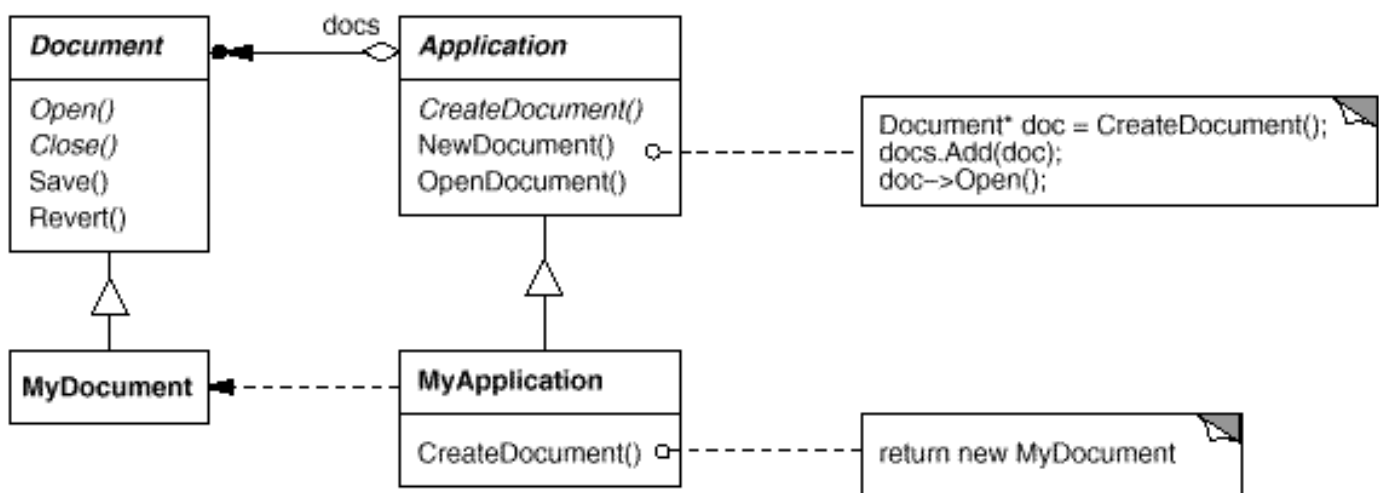 docs
Document
Open()
Close()
Save()
Revert()
Application
CreateDocument()
NewDocument()
OpenDocument()
Document* doc = CreateDocument();
docs.Add(doc);
doc–>Open();
MyDocument
MyApplication
CreateDocument()
return new MyDocument